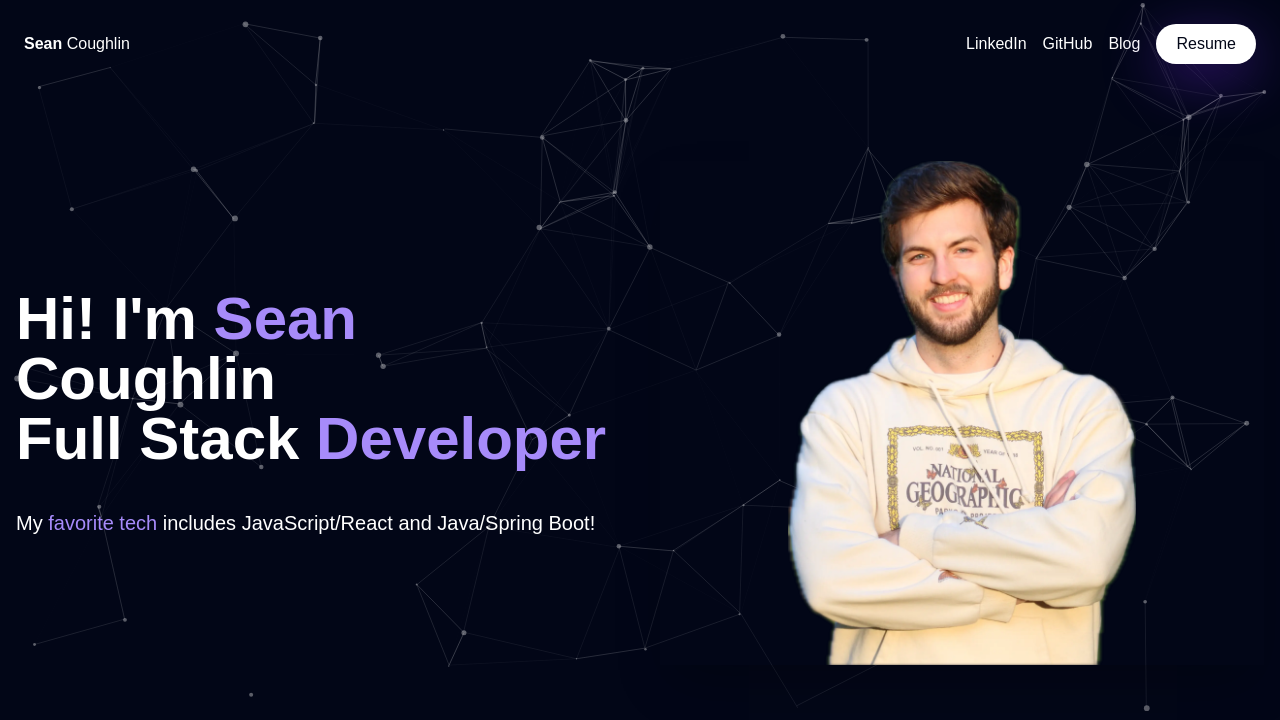 Sean Coughlin
LinkedIn GitHub Blog Resume
Hi! I'm Sean
Coughlin
Full Stack Developer
My favorite tech includes JavaScript/React and Java/Spring Boot!
NATIONAL
GEOGRAPHIC